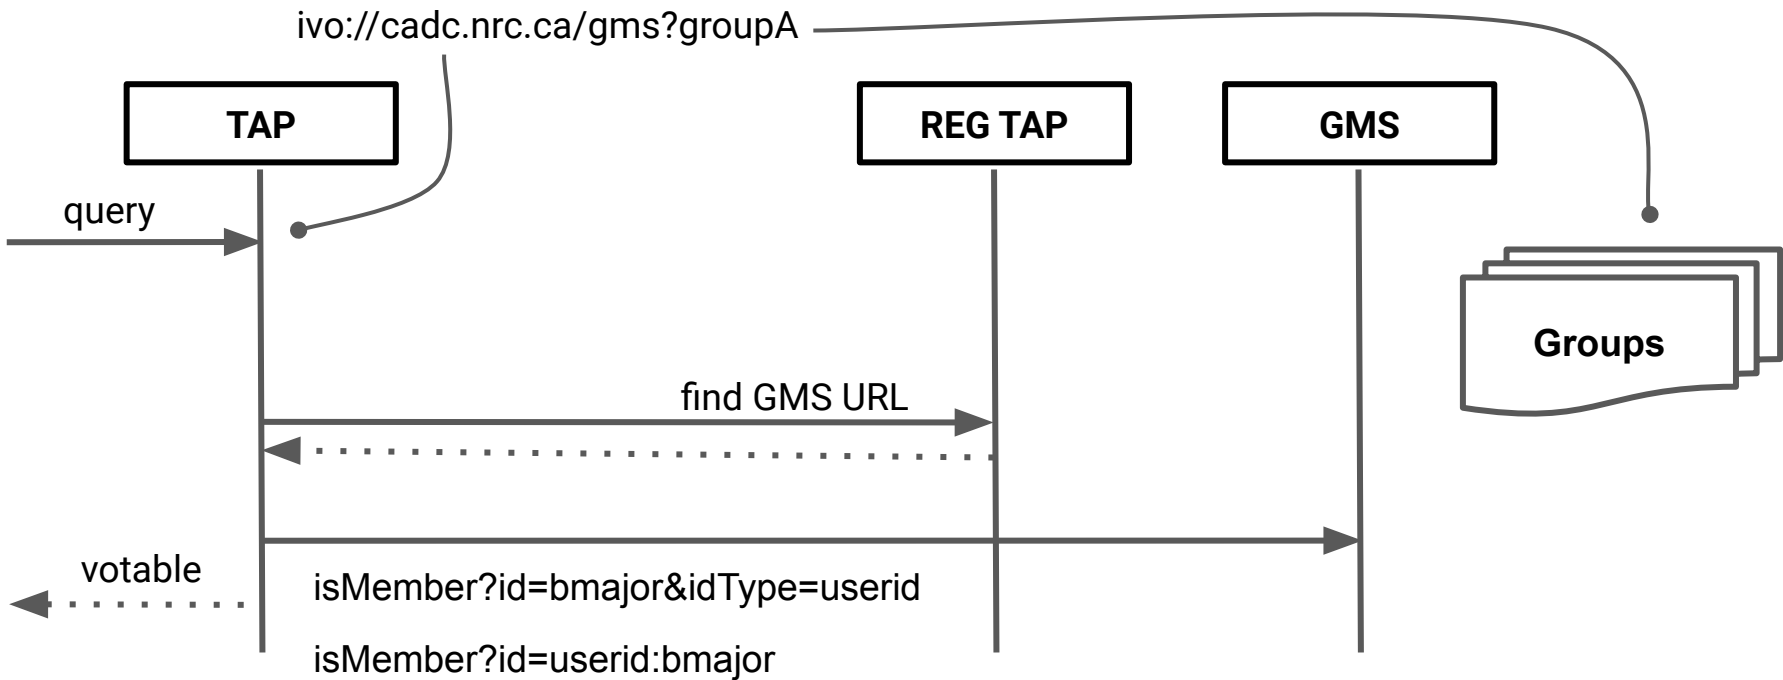 ivo://cadc.nrc.ca/gms?groupA
TAP
REG TAP
GMS
query
Groups
find GMS URL
votable
isMember?id=bmajor&idType=userid
isMember?id=userid:bmajor